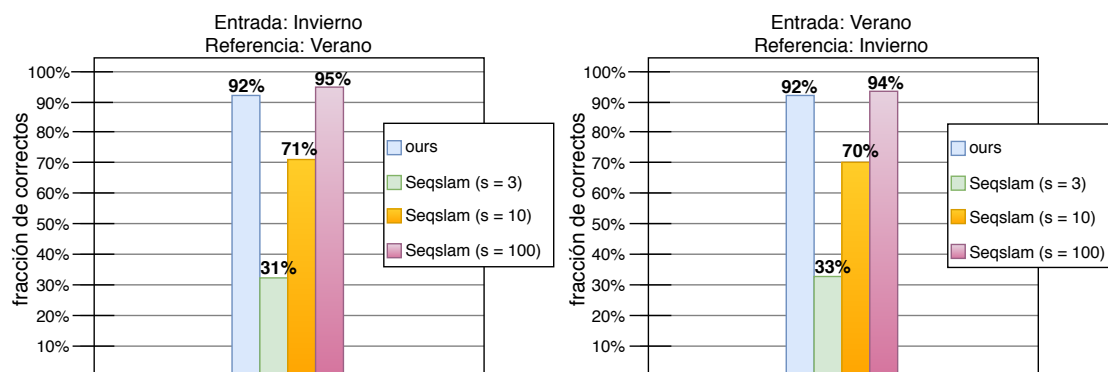 Entrada: Invierno
Referencia: Verano
100%
90%
80%
70%
60%
50%
40%
30%
20%
10%
fracción de correctos
92%
31%
71%
95%
ours
Seqslam (s = 3)
Seqslam (s = 10)
Seqslam (s = 100)
Entrada: Verano
Referencia: Invierno
100%
90%
80%
70%
60%
50%
40%
30%
20%
10%
fracción de correctos
92%
33%
70%
94%
ours
Seqslam (s = 3)
Seqslam (s = 10)
Seqslam (s = 100)